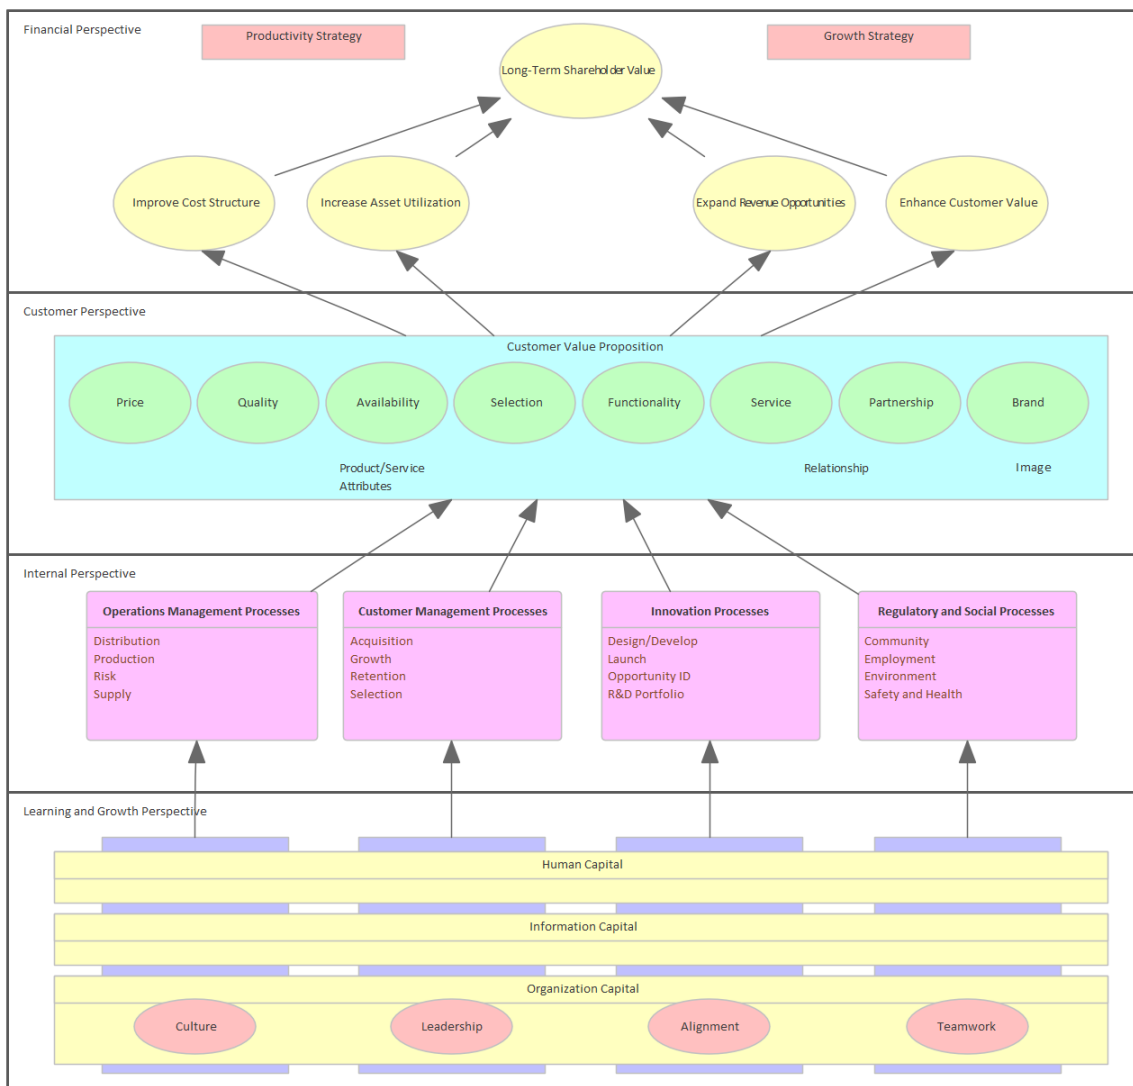 Financial Perspective
Productivity Strategy
Growth Strategy
Long-Term Shareholder Value
Improve Cost Structure
Increase Asset Utilization
Expand Revenue Opportunities
Enhance Customer Value
Customer Perspective
Customer Value Proposition
Price
Quality
Availability
Selection
Functionality
Service
Partnership
Brand
Product/Service
Attributes
Relationship
Image
Internal Perspective
Operations Management Processes
Distribution
Production
Risk
Supply
Customer Management Processes
Acquisition
Growth
Retention
Selection
Innovation Processes
Design/Develop
Launch
Opportunity ID
R&D Portfolio
Regulatory and Social Processes
Community
Employment
Environment
Safety and Health
Learning and Growth Perspective
Human Capital
Information Capital
Organization Capital
Culture
Leadership
Alignment
Teamwork